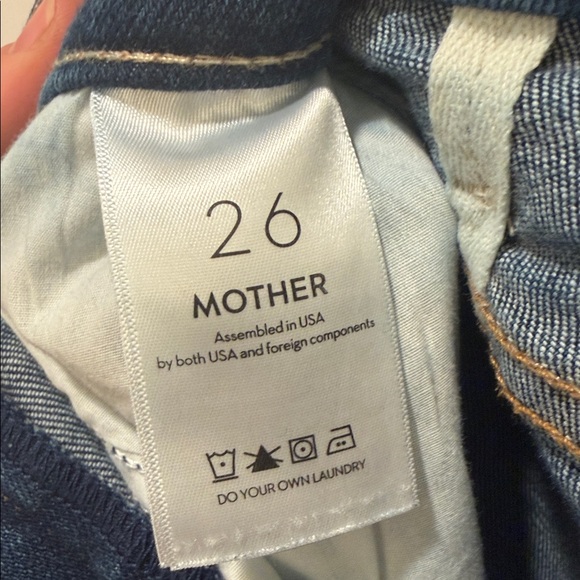 26
MOTHER
Assembled in USA
by both USA and foreign components
DO YOUR OWN LAUNDRY